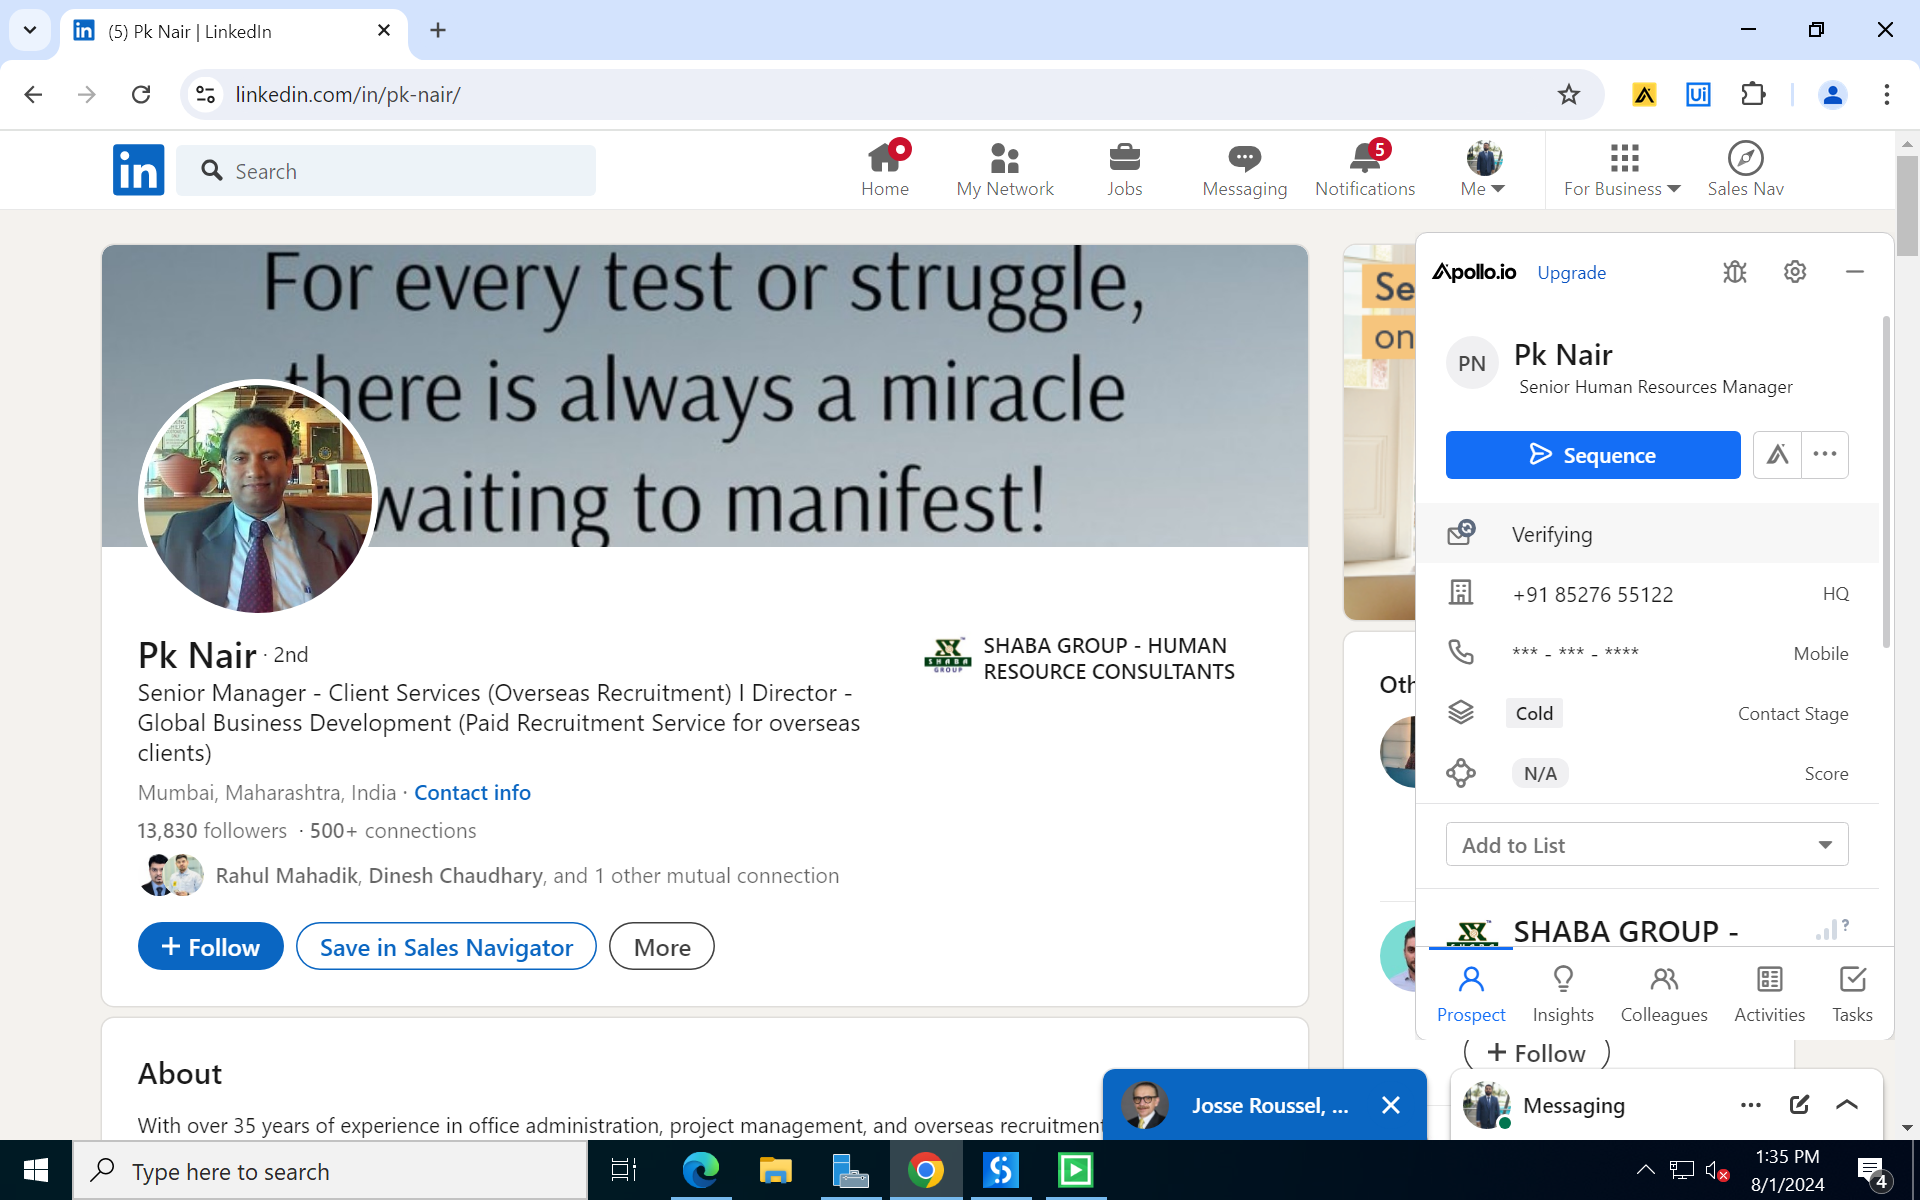 (5) Pk Nair | LinkedIn
linkedin.com/in/pk-nair/
in
Search
Home
My Network
Jobs
Messaging
5
Notifications
Me
For Business
Sales Nav
For every test or struggle,
there is always a miracle
waiting to manifest!
Pk Nair · 2nd
Senior Manager - Client Services (Overseas Recruitment) I Director -
Global Business Development (Paid Recruitment Service for overseas
clients)
Mumbai, Maharashtra, India · Contact info
13,830 followers · 500+ connections
Rahul Mahadik, Dinesh Chaudhary, and 1 other mutual connection
+ Follow
Save in Sales Navigator
More
SHABA
GROUP
SHABA GROUP - HUMAN
RESOURCE CONSULTANTS
About
With over 35 years of experience in office administration, project management, and overseas recruitment
Se
on
Oth
Apollo.io
Upgrade
PN
Pk Nair
Senior Human Resources Manager
Sequence
Verifying
+91 85276 55122
HQ
*** - *** - ****
Mobile
Cold
Contact Stage
N/A
Score
Add to List
SHABA GROUP -
?
Prospect
Insights
Colleagues
Activities
Tasks
+ Follow
Josse Roussel, ...
Messaging
Type here to search
1:35 PM
8/1/2024
4
Ui